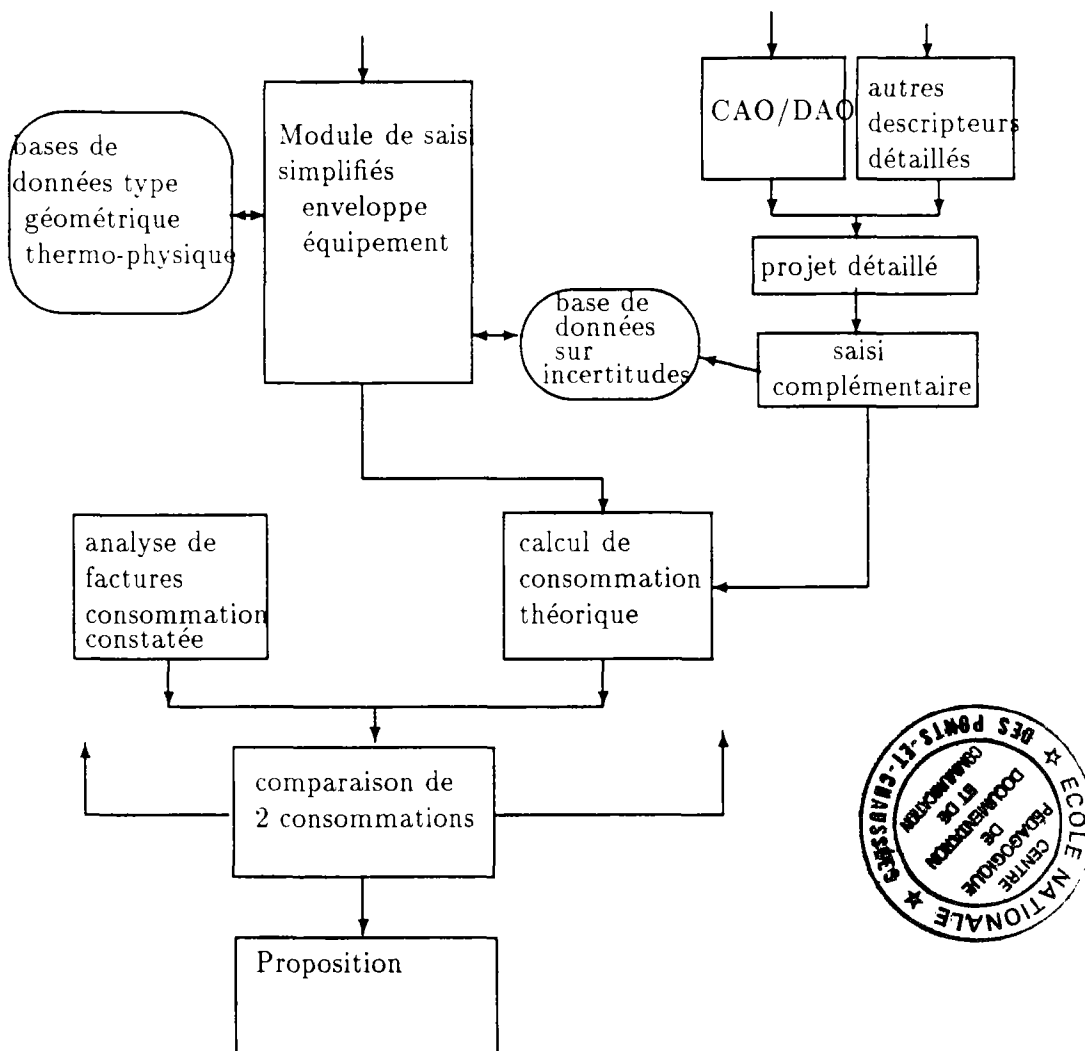 bases de
données type
géométrique
thermo-physique
Module de sais
simplifiés
enveloppe
équipement
CAO/DAO
autres
descripteurs
détaillés
projet détaillé
base de
données
sur
incertitudes
saisi
complémentaire
analyse de
factures
consommation
constatée
calcul de
consommation
théorique
comparaison de
2 consommations
Proposition
★ ECOLE NATIONALE ★ DES PONTS-ET-CHAUSSÉES
CENTRE
PÉDAGOGIQUE
DE
DOCUMENTATION
ET DE
COMMUNICATION